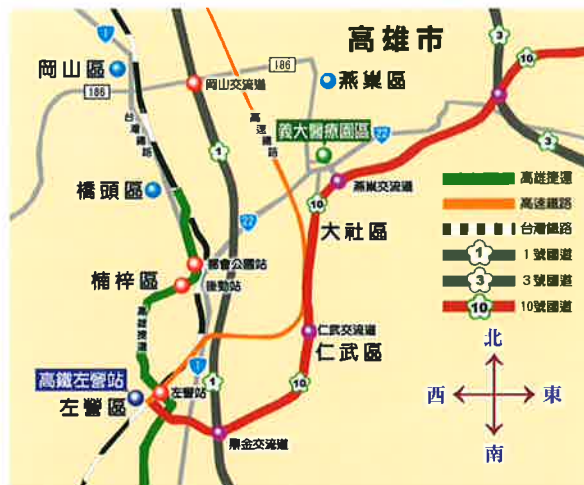 高雄市
1
3
10
岡山區
186
186
岡山交流道
燕巢區
台灣鐵路
高速鐵路
1
義大醫療園區
22
3
燕巢交流道
橋頭區
22
10
大社區
高雄捷運
高速鐵路
台灣鐵路
1 1號國道
3 3號國道
10 10號國道
都會公園站
後勁站
楠梓區
高雄捷運
仁武交流道
仁武區
1
高鐵左營站
左營站
左營區
1
10
鼎金交流道
北
西
東
南